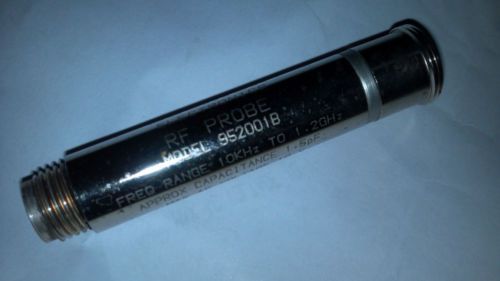 RF PROBE
MODEL 952001B
FREQ RANGE 10KHz TO 1.2GHz
APPROX CAPACITANCE 1.5pF